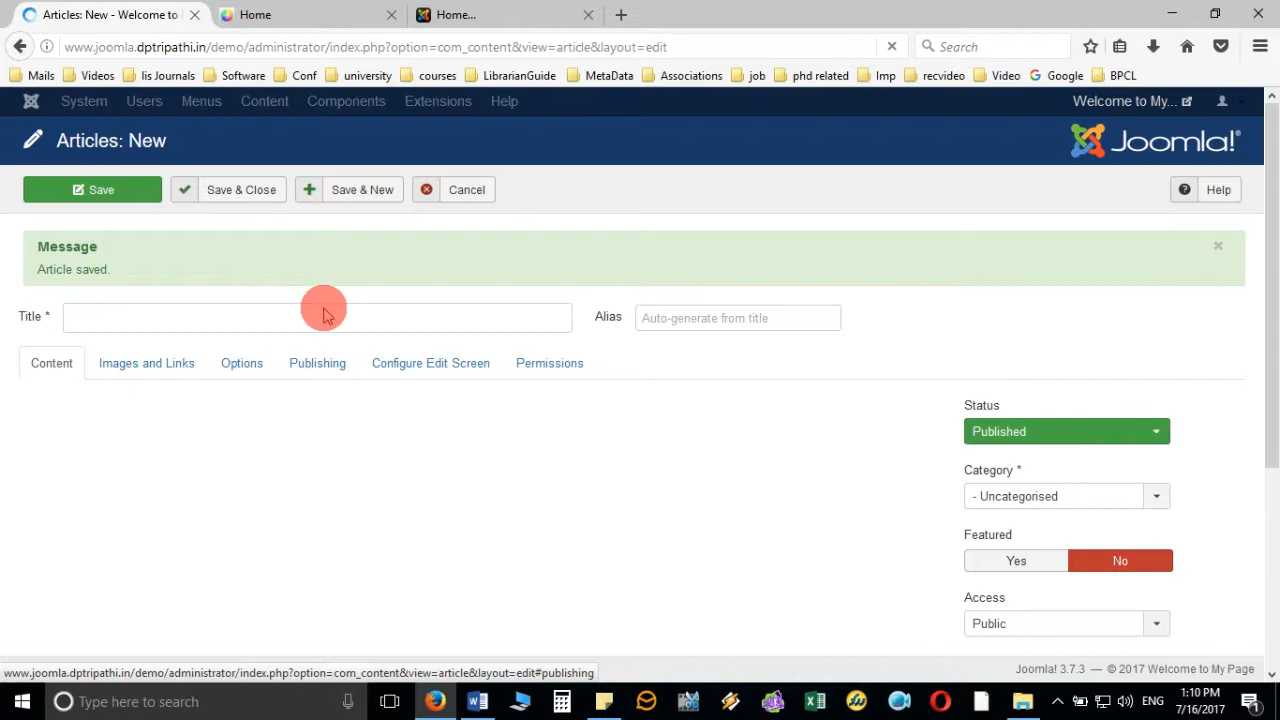 Articles: New - Welcome to
Home
Home...
www.joomla.dptripathi.in/demo/administrator/index.php?option=com_content&view=article&layout=edit
Search
Mails
Videos
lis Journals
Software
Conf
university
courses
LibrarianGuide
MetaData
Associations
job
phd related
Imp
recvideo
Video
Google
BPCL
System
Users
Menus
Content
Components
Extensions
Help
Welcome to My...
Articles: New
Joomla!®
Save
Save & Close
Save & New
Cancel
Help
Message
Article saved.
Title *
Alias
Auto-generate from title
Content
Images and Links
Options
Publishing
Configure Edit Screen
Permissions
Status
Published
Category *
- Uncategorised
Featured
Yes
No
Access
Public
www.joomla.dptripathi.in/demo/administrator/index.php?option=com_content&view=article&layout=edit#publishing
Joomla! 3.7.3 — © 2017 Welcome to My Page
Type here to search
ENG
1:10 PM
7/16/2017
1